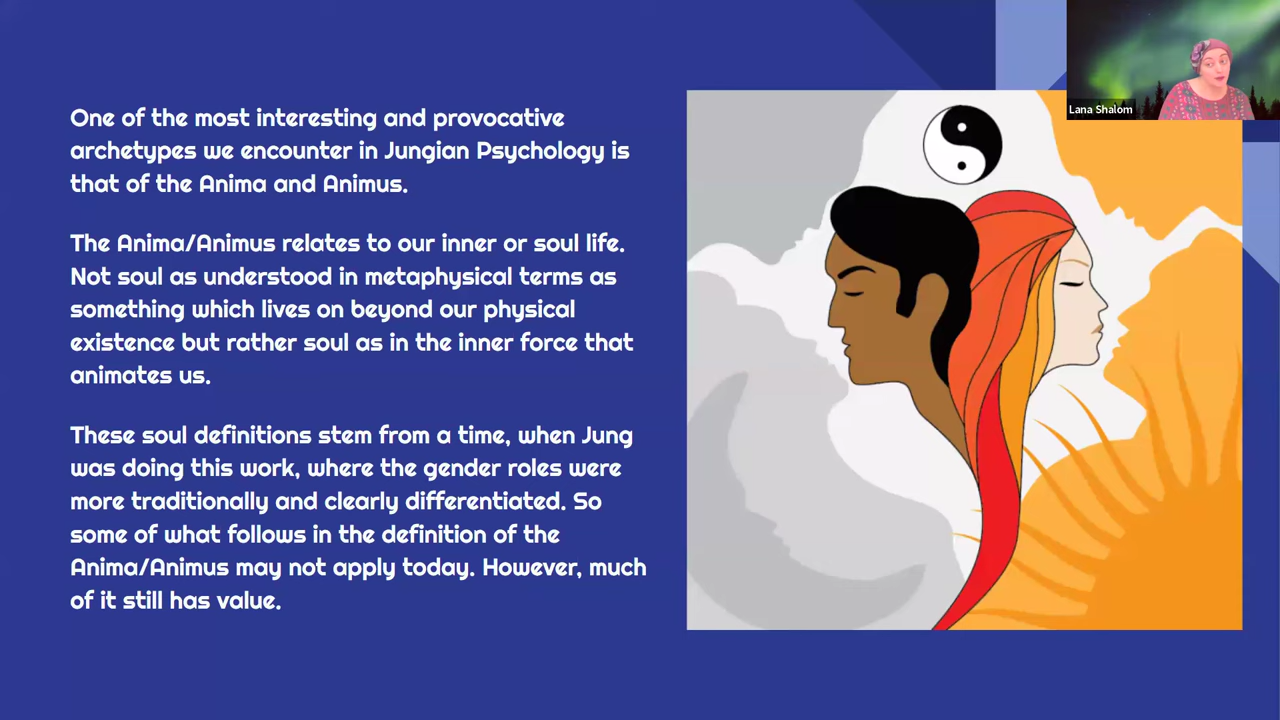 One of the most interesting and provocative
archetypes we encounter in Jungian Psychology is
that of the Anima and Animus.
The Anima/Animus relates to our inner or soul life.
Not soul as understood in metaphysical terms as
something which lives on beyond our physical
existence but rather soul as in the inner force that
animates us.
These soul definitions stem from a time, when Jung
was doing this work, where the gender roles were
more traditionally and clearly differentiated. So
some of what follows in the definition of the
Anima/Animus may not apply today. However, much
of it still has value.
Lana Shalom